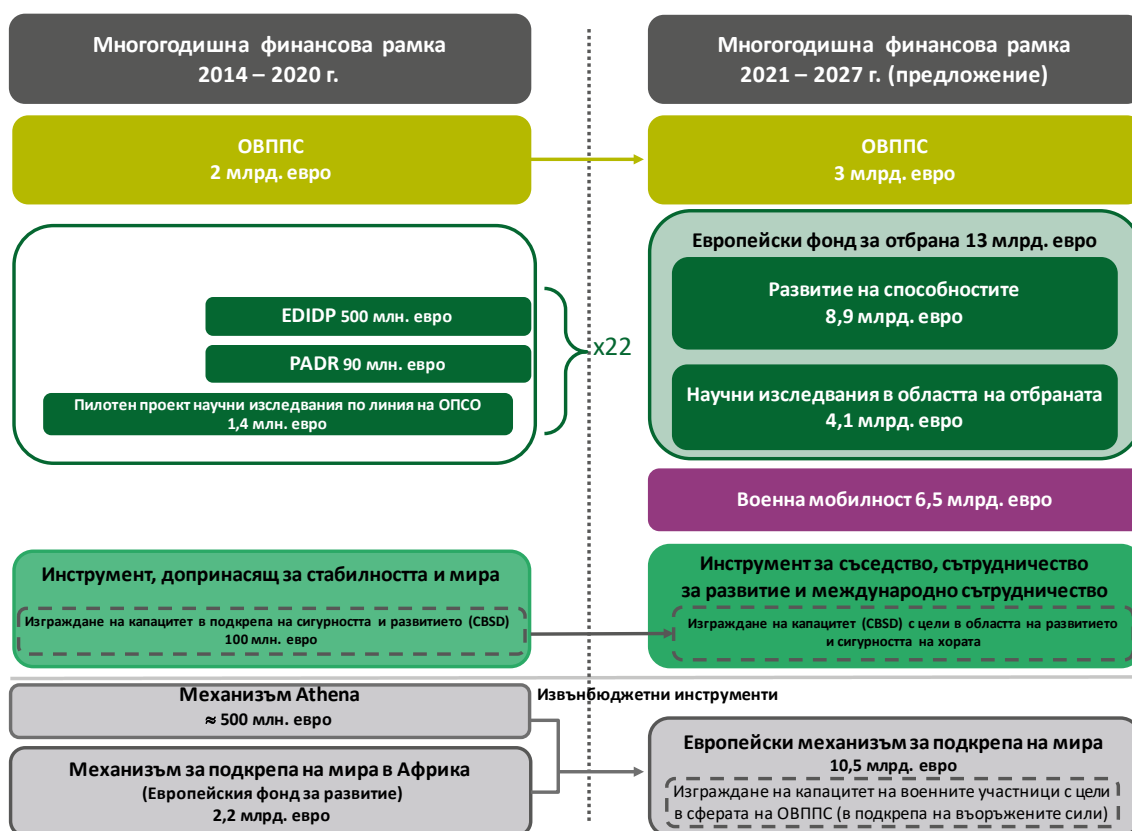 Многогодишна финансова рамка
2014 – 2020 г.
Многогодишна финансова рамка
2021 – 2027 г. (предложение)
ОВППС
2 млрд. евро
ОВППС
3 млрд. евро
EDIDP 500 млн. евро
PADR 90 млн. евро
Пилотен проект научни изследвания по линия на ОПСО
1,4 млн. евро
x22
Европейски фонд за отбрана 13 млрд. евро
Развитие на способностите
8,9 млрд. евро
Научни изследвания в областта на отбраната
4,1 млрд. евро
Военна мобилност 6,5 млрд. евро
Инструмент, допринасящ за стабилността и мира
Изграждане на капацитет в подкрепа на сигурността и развитието (CBSD)
100 млн. евро
Инструмент за съседство, сътрудничество
за развитие и международно сътрудничество
Изграждане на капацитет (CBSD) с цели в областта на развитието
и сигурността на хората
Извънбюджетни инструменти
Механизъм Athena
≈ 500 млн. евро
Механизъм за подкрепа на мира в Африка
(Европейския фонд за развитие)
2,2 млрд. евро
Европейски механизъм за подкрепа на мира
10,5 млрд. евро
Изграждане на капацитет на военните участници с цели
в сферата на ОВППС (в подкрепа на въоръжените сили)